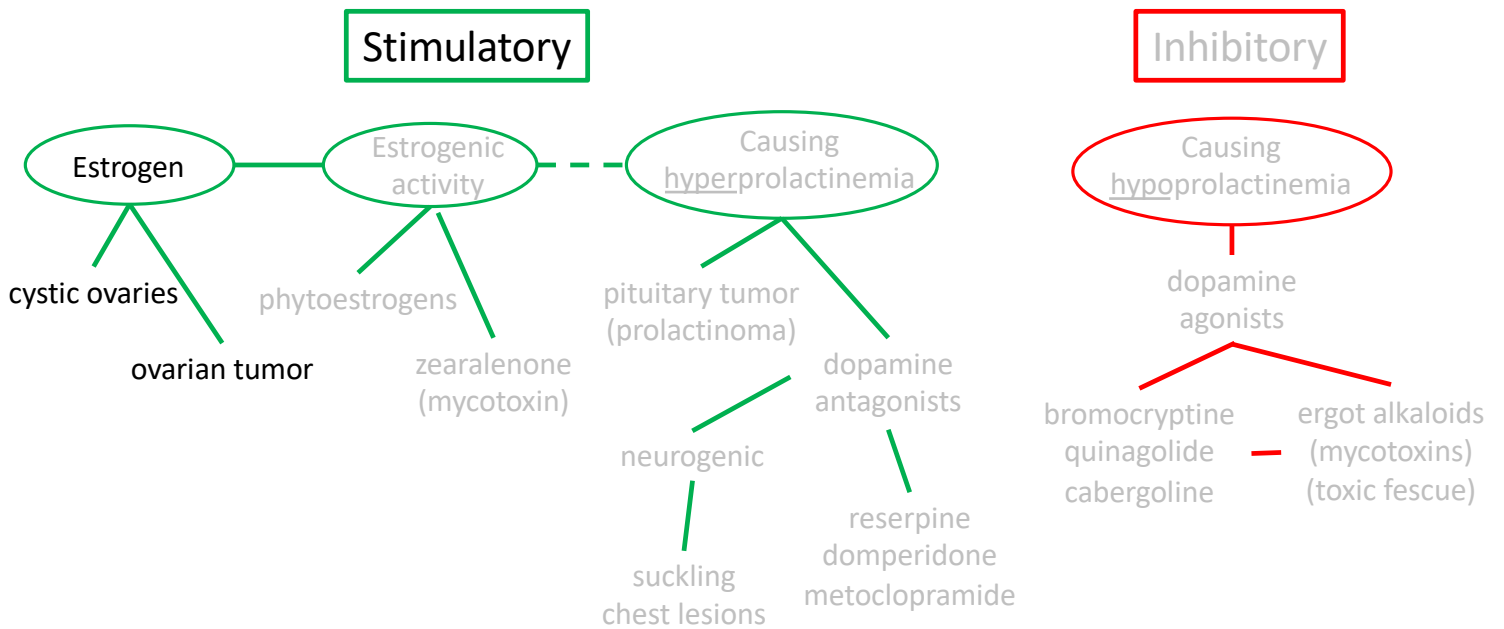 Stimulatory
Inhibitory
Estrogen
Estrogenic
activity
Causing
hyperprolactinemia
Causing
hypoprolactinemia
cystic ovaries
ovarian tumor
phytoestrogens
zearalenone
(mycotoxin)
pituitary tumor
(prolactinoma)
dopamine
antagonists
neurogenic
suckling
chest lesions
reserpine
domperidone
metoclopramide
dopamine
agonists
bromocryptine
quinagolide
cabergoline
ergot alkaloids
(mycotoxins)
(toxic fescue)